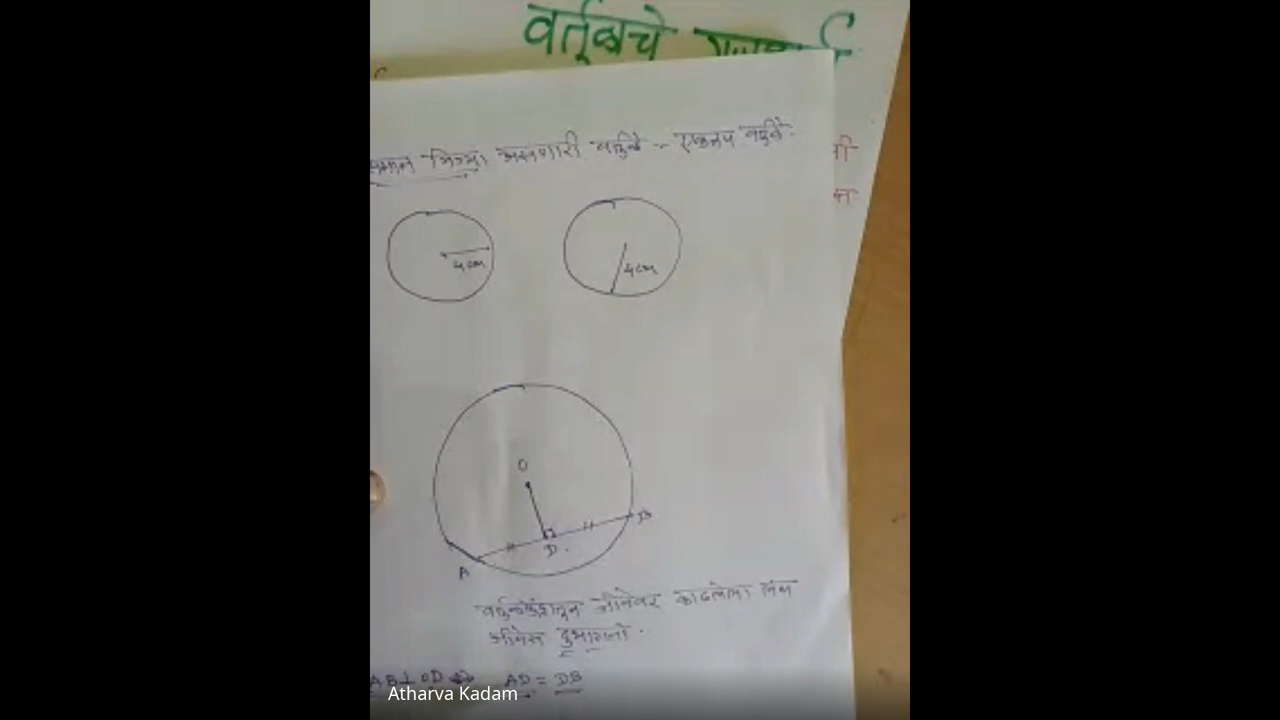 वर्तुळाचे
समान त्रिज्या असणारी वर्तुळे - एकरूप वर्तुळे.
4cm
4cm
O
D.
B
A
वर्तुळकेंद्रातून जीवेवर काढलेला लंब
जीवेस दुभागतो.
AB⊥OD ⇔ AD = DB
Atharva Kadam